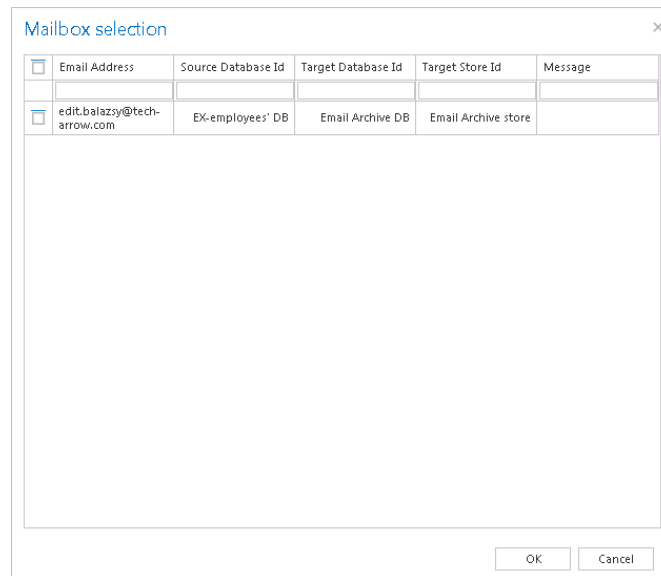 Mailbox selection
Email Address Source Database Id Target Database Id Target Store Id Message
edit.balazsy@tech-
arrow.com EX-employees' DB Email Archive DB Email Archive store
OK Cancel